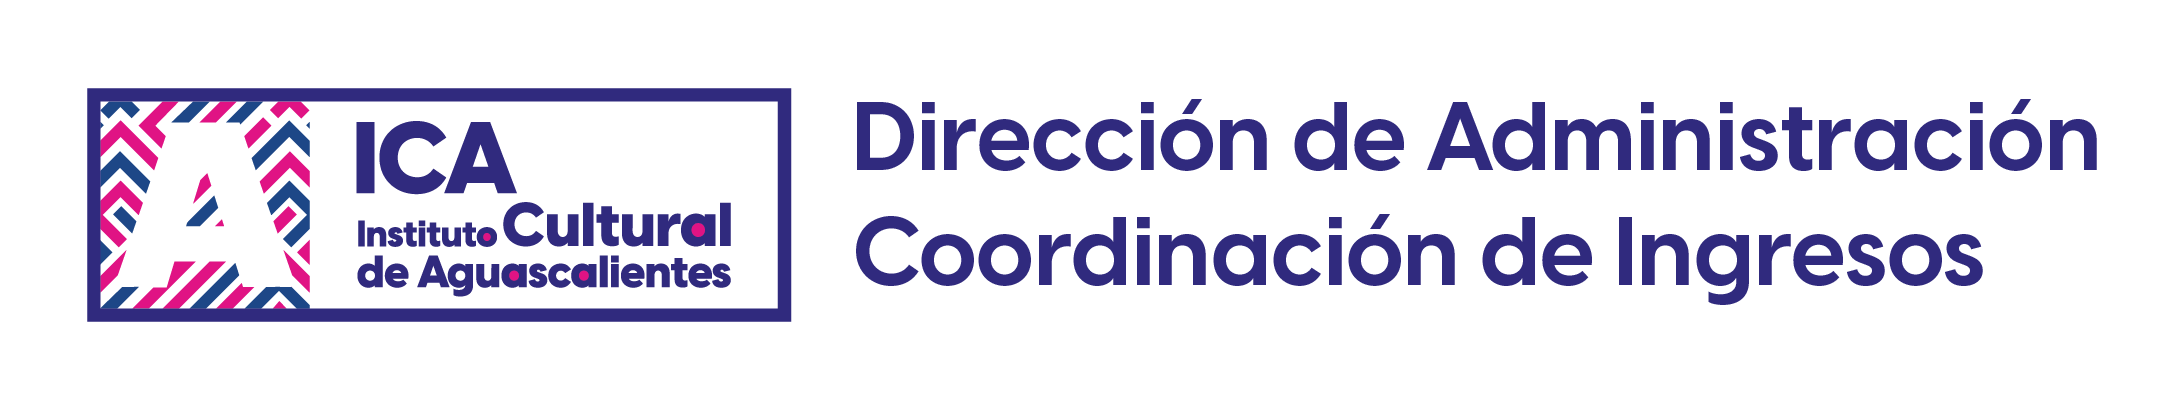 A
ICA
Instituto Cultural
de Aguascalientes
Dirección de Administración
Coordinación de Ingresos